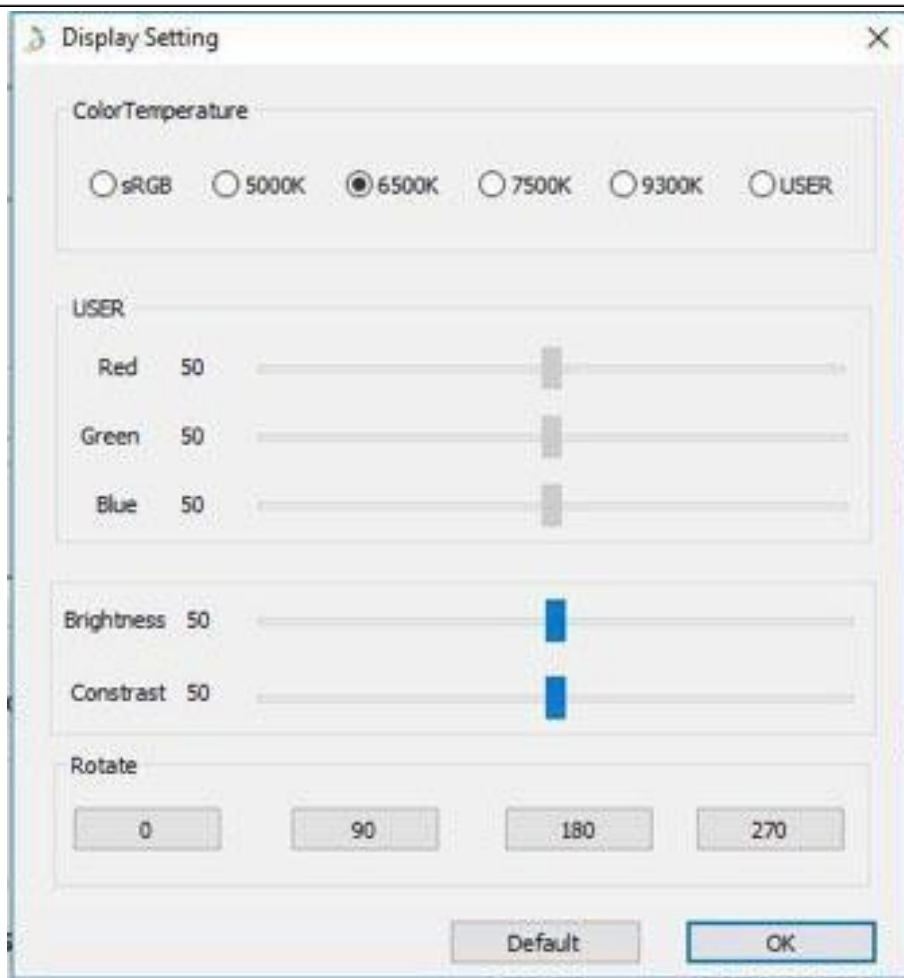 Display Setting
ColorTemperature
sRGB 5000K 6500K 7500K 9300K USER
USER
Red 50
Green 50
Blue 50
Brightness 50
Constrast 50
Rotate
0 90 180 270
Default OK